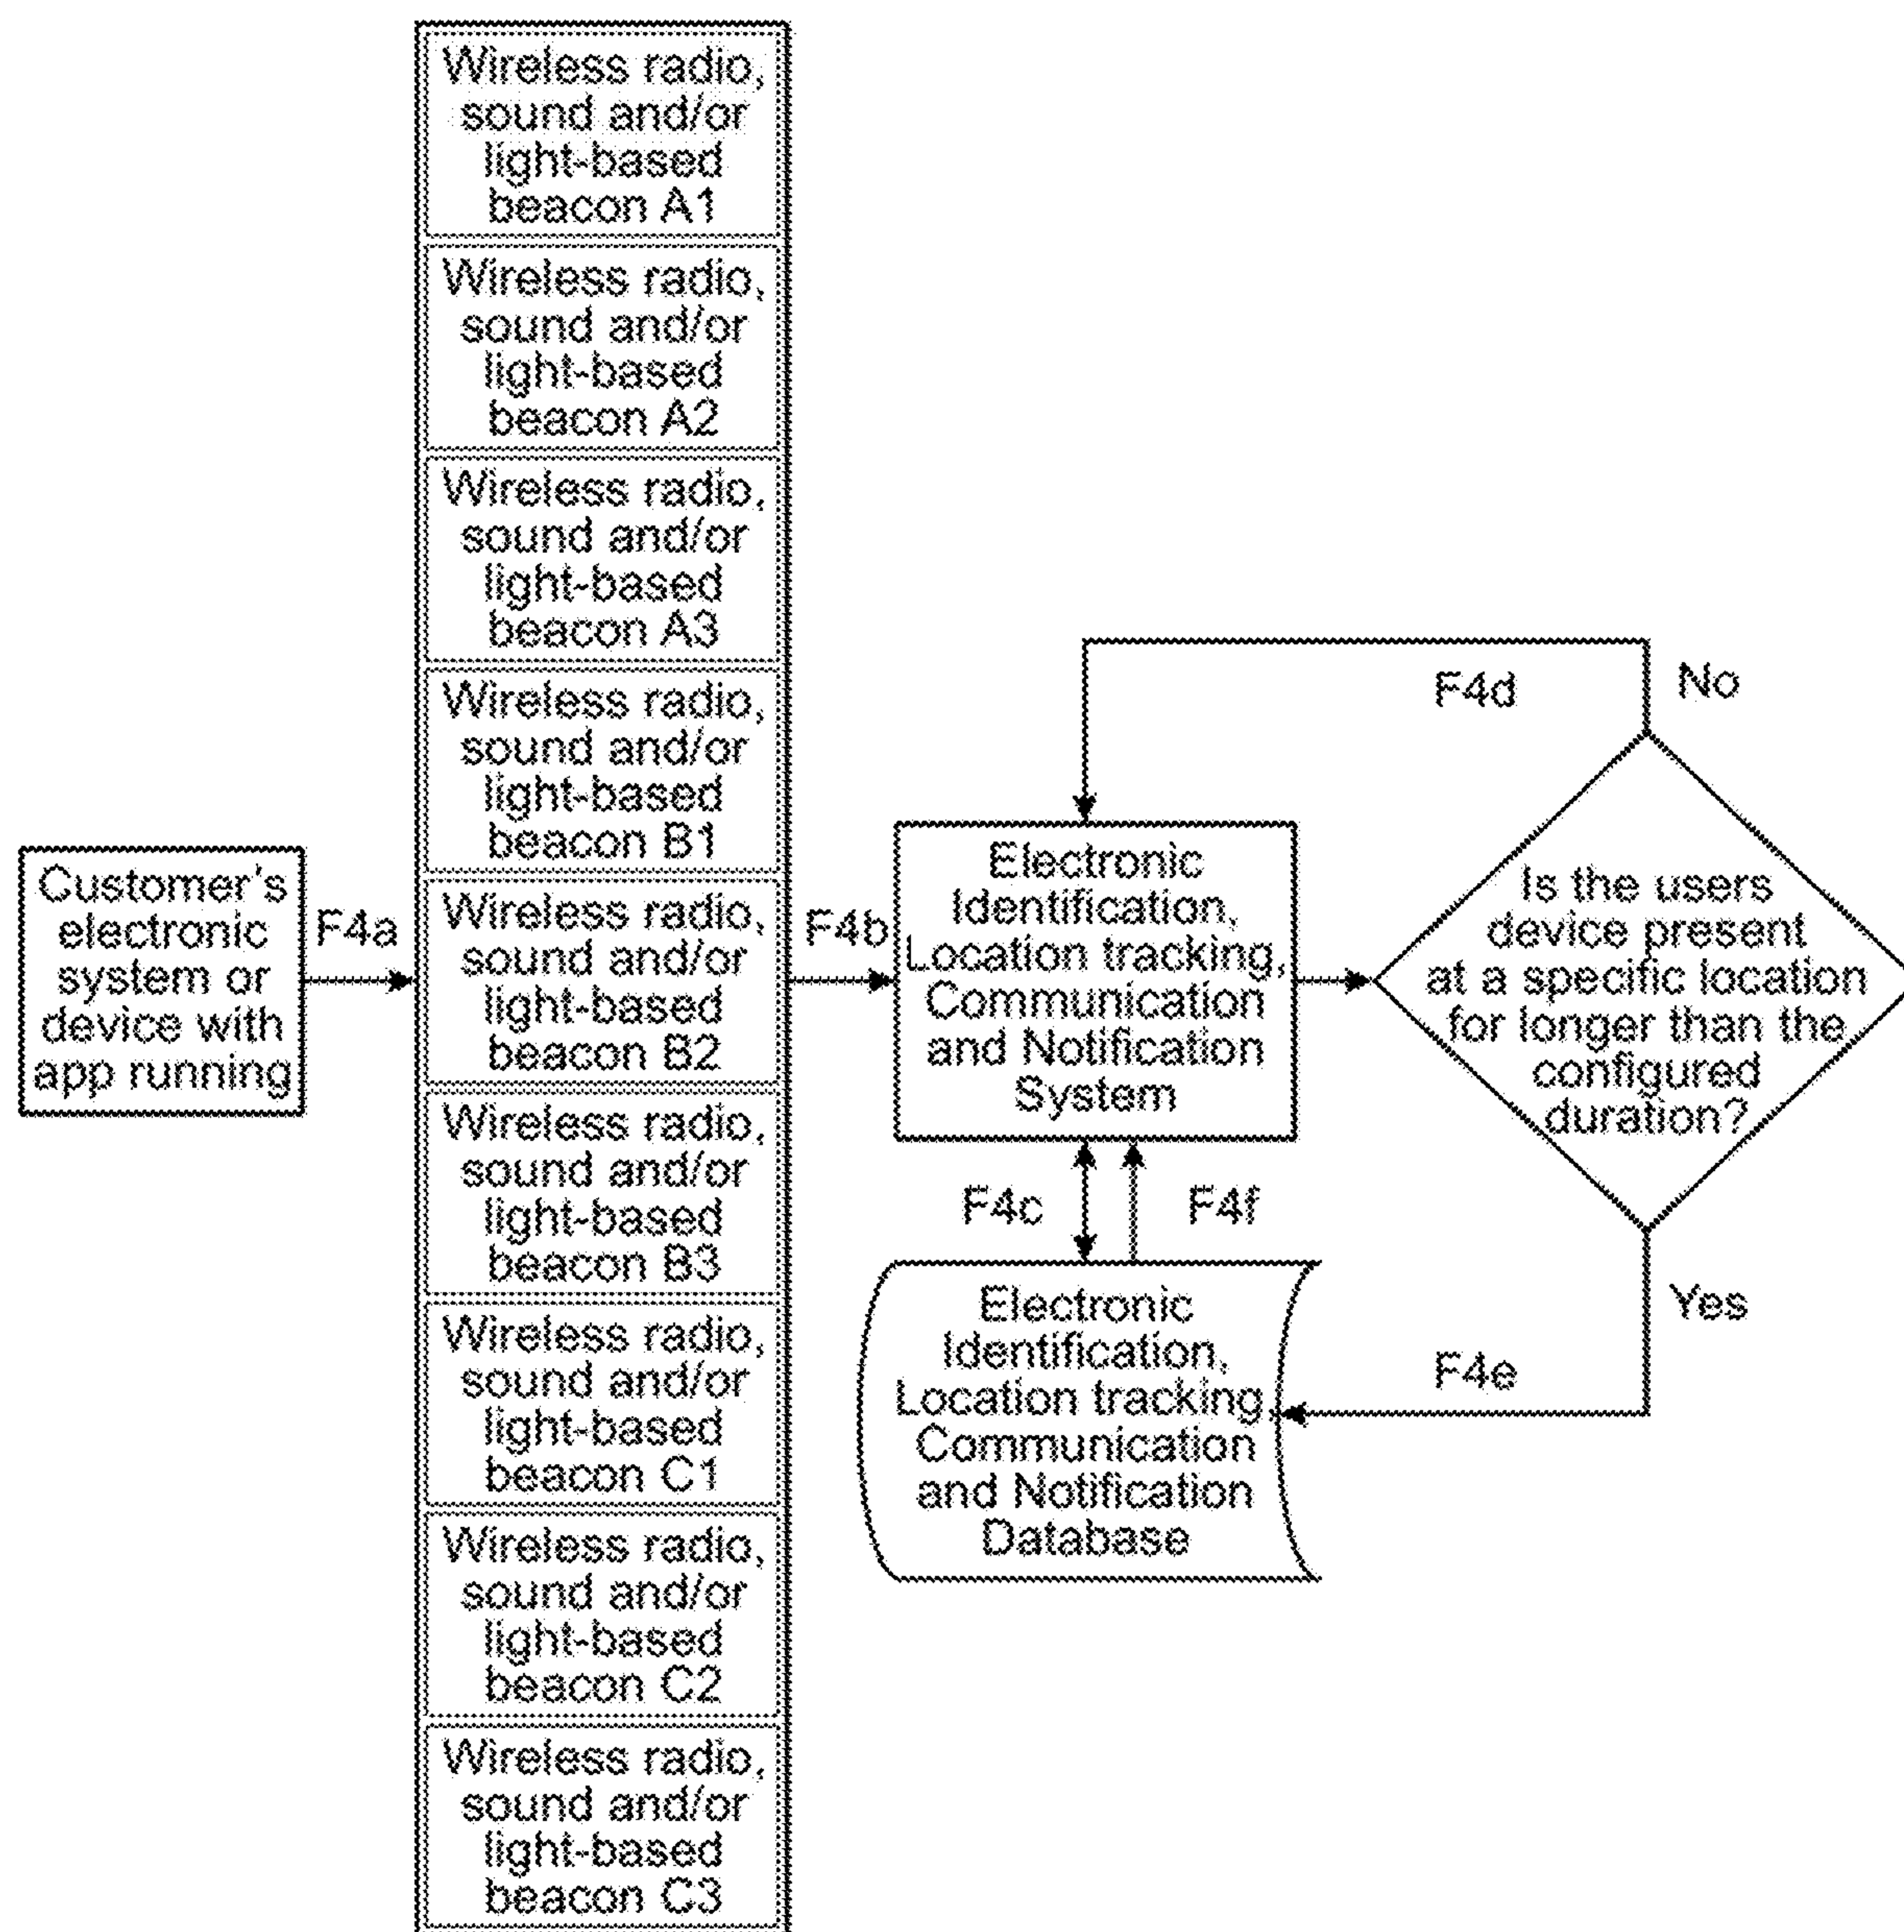 Wireless radio,
sound and/or
light-based
beacon A1
Wireless radio,
sound and/or
light-based
beacon A2
Wireless radio,
sound and/or
light-based
beacon A3
Wireless radio,
sound and/or
light-based
beacon B1
Wireless radio,
sound and/or
light-based
beacon B2
Wireless radio,
sound and/or
light-based
beacon B3
Wireless radio,
sound and/or
light-based
beacon C1
Wireless radio,
sound and/or
light-based
beacon C2
Wireless radio,
sound and/or
light-based
beacon C3
Customer's
electronic
system or
device with
app running
F4a
F4b
Electronic
Identification,
Location tracking,
Communication
and Notification
System
F4d
No
Is the users
device present
at a specific location
for longer than the
configured
duration?
F4c
F4f
Yes
F4e
Electronic
Identification,
Location tracking
Communication
and Notification
Database